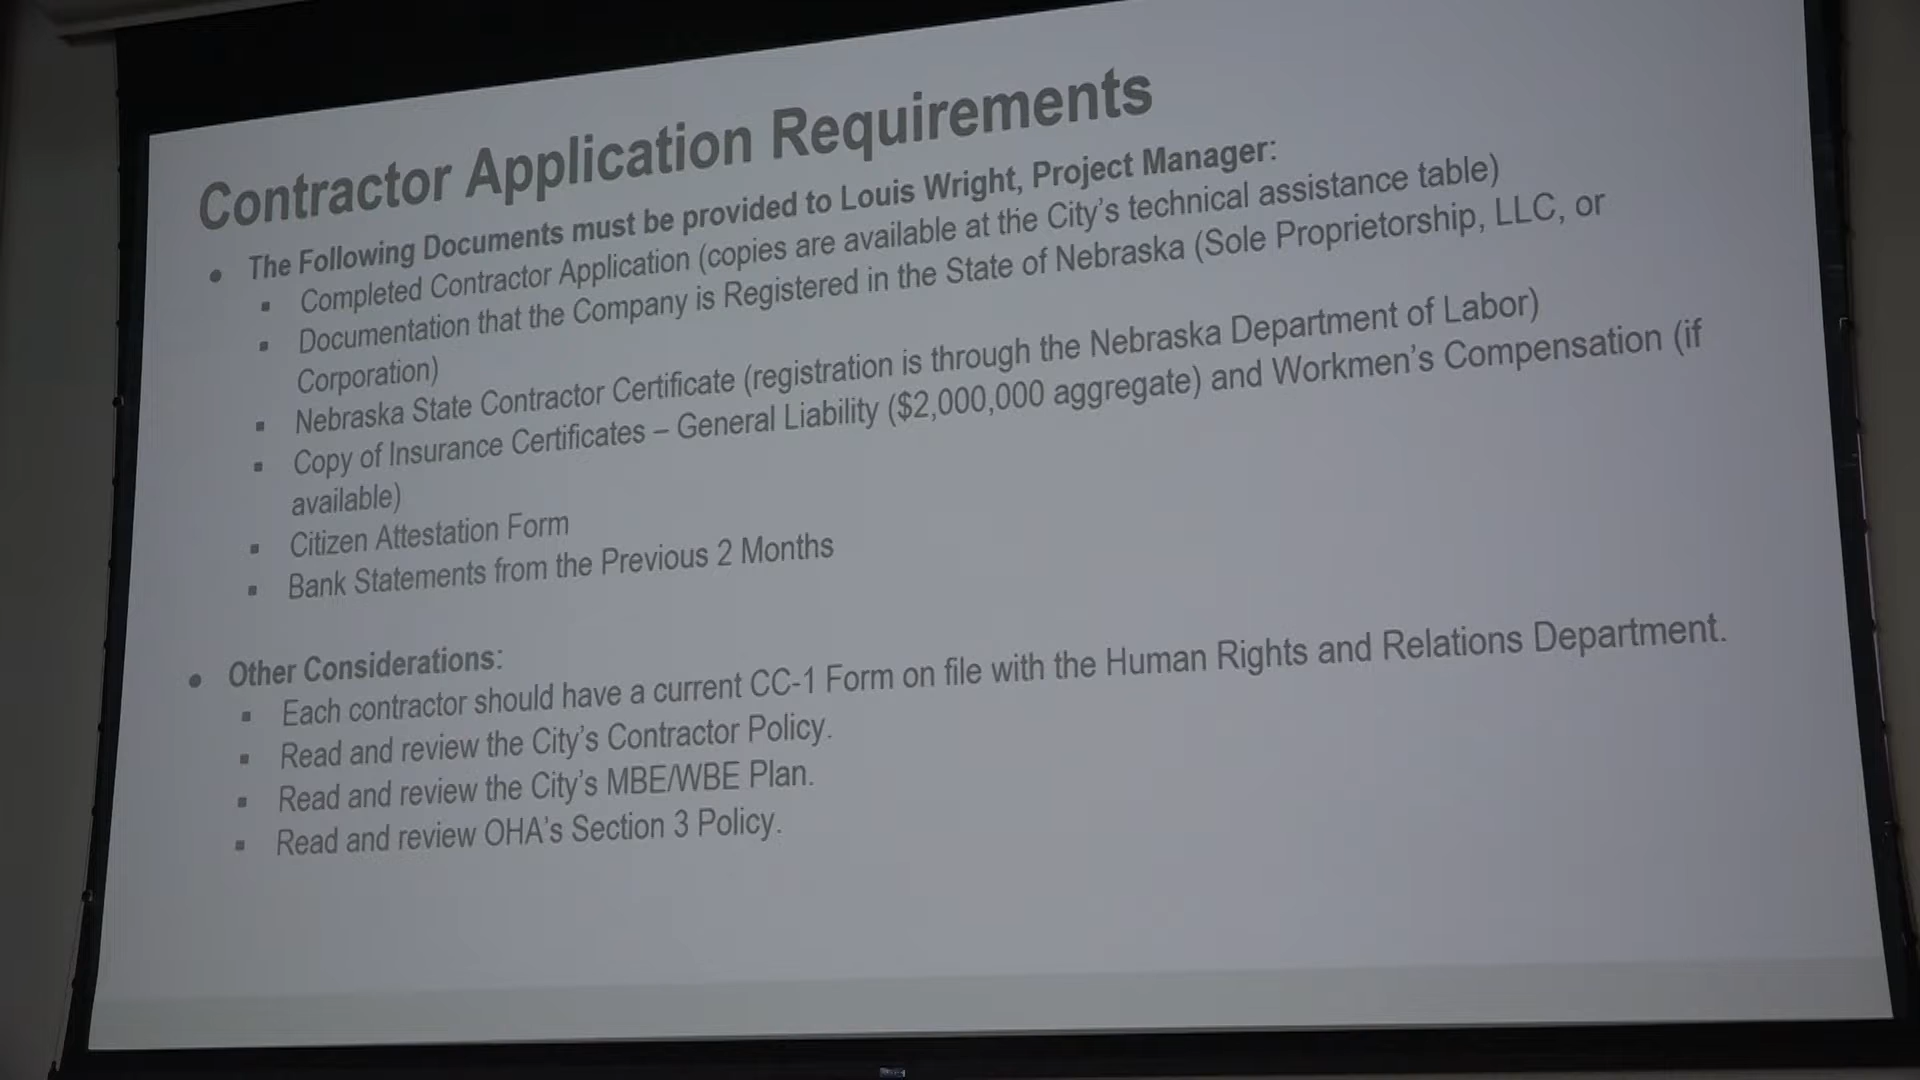 Contractor Application Requirements
• The Following Documents must be provided to Louis Wright, Project Manager:
▪ Completed Contractor Application (copies are available at the City's technical assistance table)
▪ Documentation that the Company is Registered in the State of Nebraska (Sole Proprietorship, LLC, or
Corporation)
▪ Nebraska State Contractor Certificate (registration is through the Nebraska Department of Labor)
▪ Copy of Insurance Certificates – General Liability ($2,000,000 aggregate) and Workmen's Compensation (if
available)
▪ Citizen Attestation Form
▪ Bank Statements from the Previous 2 Months
• Other Considerations:
▪ Each contractor should have a current CC-1 Form on file with the Human Rights and Relations Department.
▪ Read and review the City's Contractor Policy.
▪ Read and review the City's MBE/WBE Plan.
▪ Read and review OHA's Section 3 Policy.